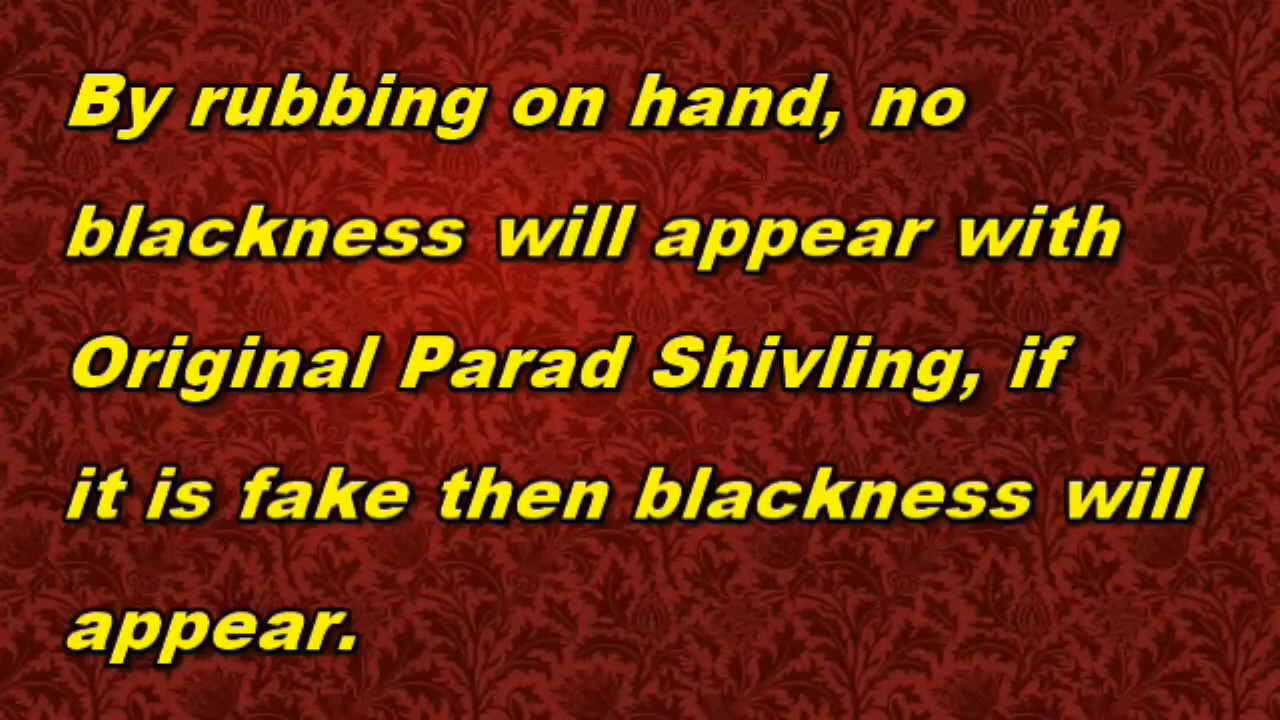 By rubbing on hand, no
blackness will appear with
Original Parad Shivling, if
it is fake then blackness will
appear.